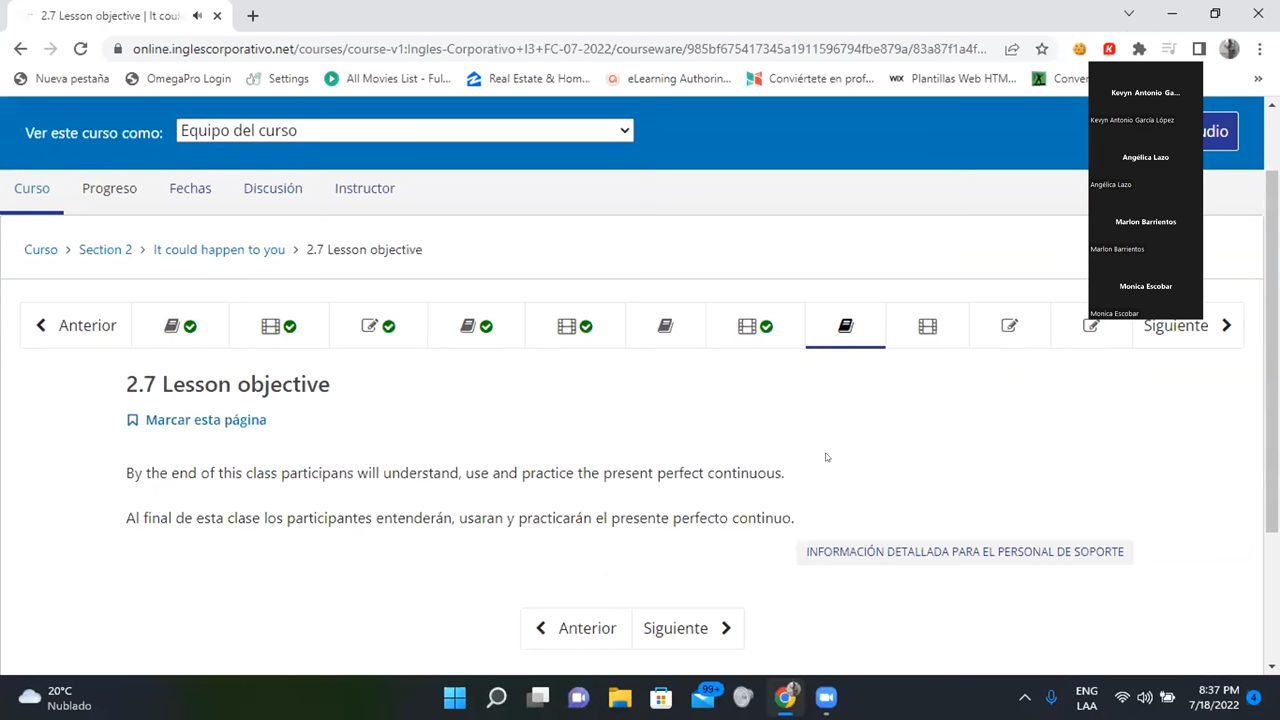 2.7 Lesson objective | It coul
online.inglescorporativo.net/courses/course-v1:Ingles-Corporativo+I3+FC-07-2022/courseware/985bf675417345a1911596794fbe879a/83a87f1a4f...
Nueva pestaña
OmegaPro Login
Settings
All Movies List - Ful...
Real Estate & Hom...
eLearning Authorin...
Conviértete en prof...
WIX Plantillas Web HTM...
Conver
»
Kevyn Antonio Ga...
Kevyn Antonio García López
Angélica Lazo
Angélica Lazo
Marlon Barrientos
Marlon Barrientos
Monica Escobar
Monica Escobar
Ver este curso como:
Equipo del curso
udio
Curso
Progreso
Fechas
Discusión
Instructor
Curso > Section 2 > It could happen to you > 2.7 Lesson objective
Anterior
Siguiente
2.7 Lesson objective
Marcar esta página
By the end of this class participans will understand, use and practice the present perfect continuous.
Al final de esta clase los participantes entenderán, usaran y practicarán el presente perfecto continuo.
INFORMACIÓN DETALLADA PARA EL PERSONAL DE SOPORTE
Anterior
Siguiente
20°C
Nublado
99+
ENG
LAA
8:37 PM
7/18/2022
4